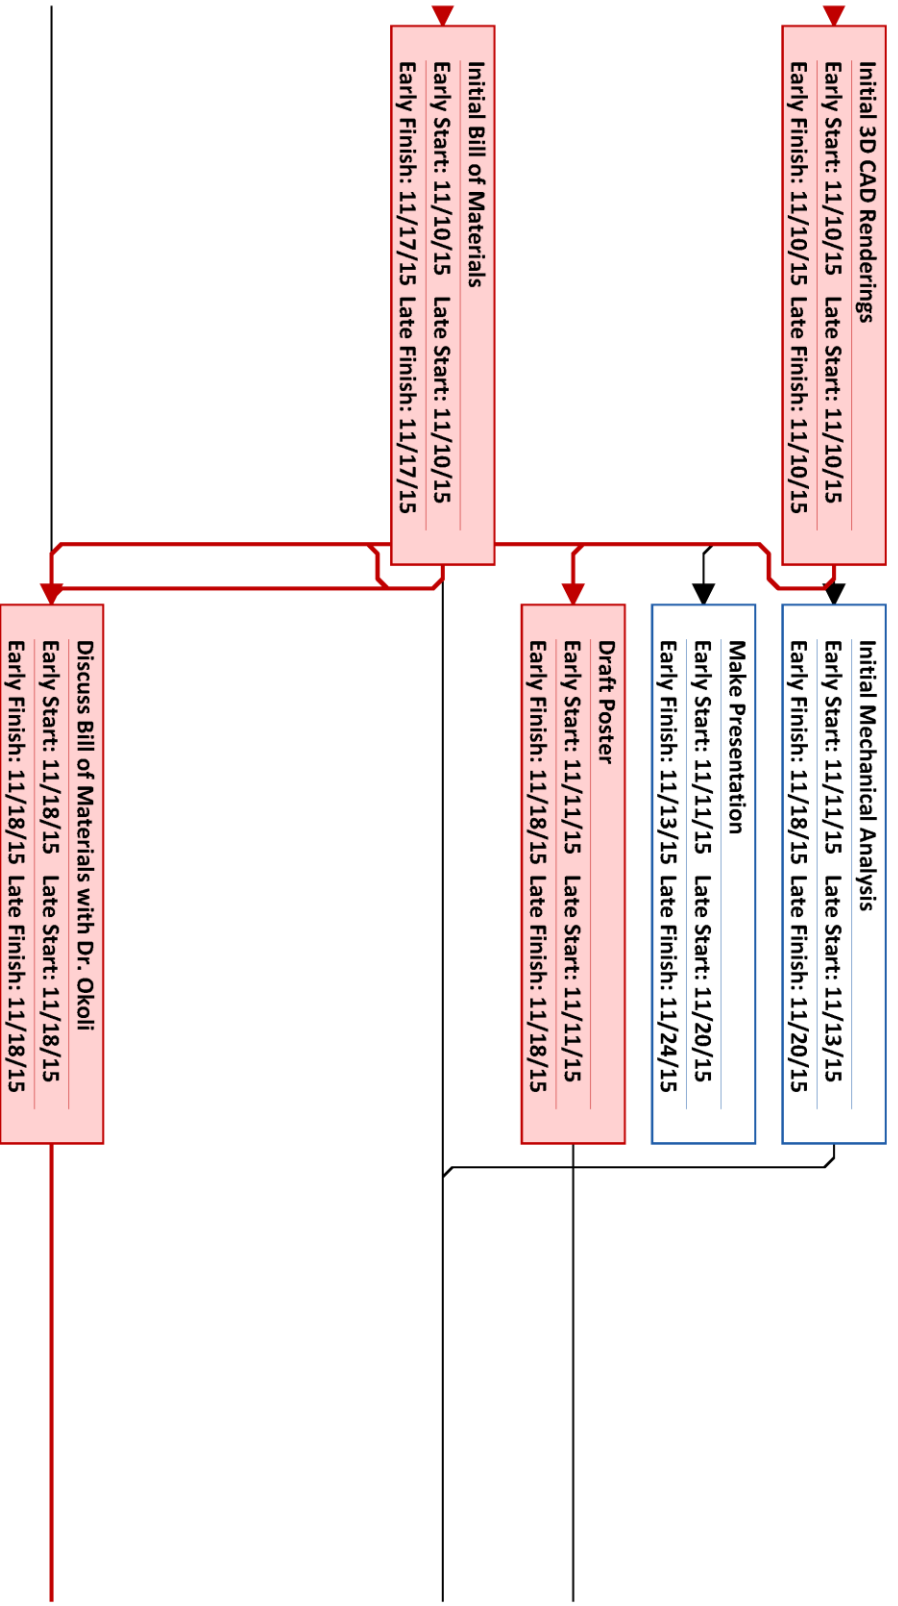 Initial 3D CAD Renderings
Early Start: 11/10/15 Late Start: 11/10/15
Early Finish: 11/10/15 Late Finish: 11/10/15
Initial Mechanical Analysis
Early Start: 11/11/15 Late Start: 11/13/15
Early Finish: 11/18/15 Late Finish: 11/20/15
Make Presentation
Early Start: 11/11/15 Late Start: 11/20/15
Early Finish: 11/13/15 Late Finish: 11/24/15
Draft Poster
Early Start: 11/11/15 Late Start: 11/11/15
Early Finish: 11/18/15 Late Finish: 11/18/15
Initial Bill of Materials
Early Start: 11/10/15 Late Start: 11/10/15
Early Finish: 11/17/15 Late Finish: 11/17/15
Discuss Bill of Materials with Dr. Okoli
Early Start: 11/18/15 Late Start: 11/18/15
Early Finish: 11/18/15 Late Finish: 11/18/15